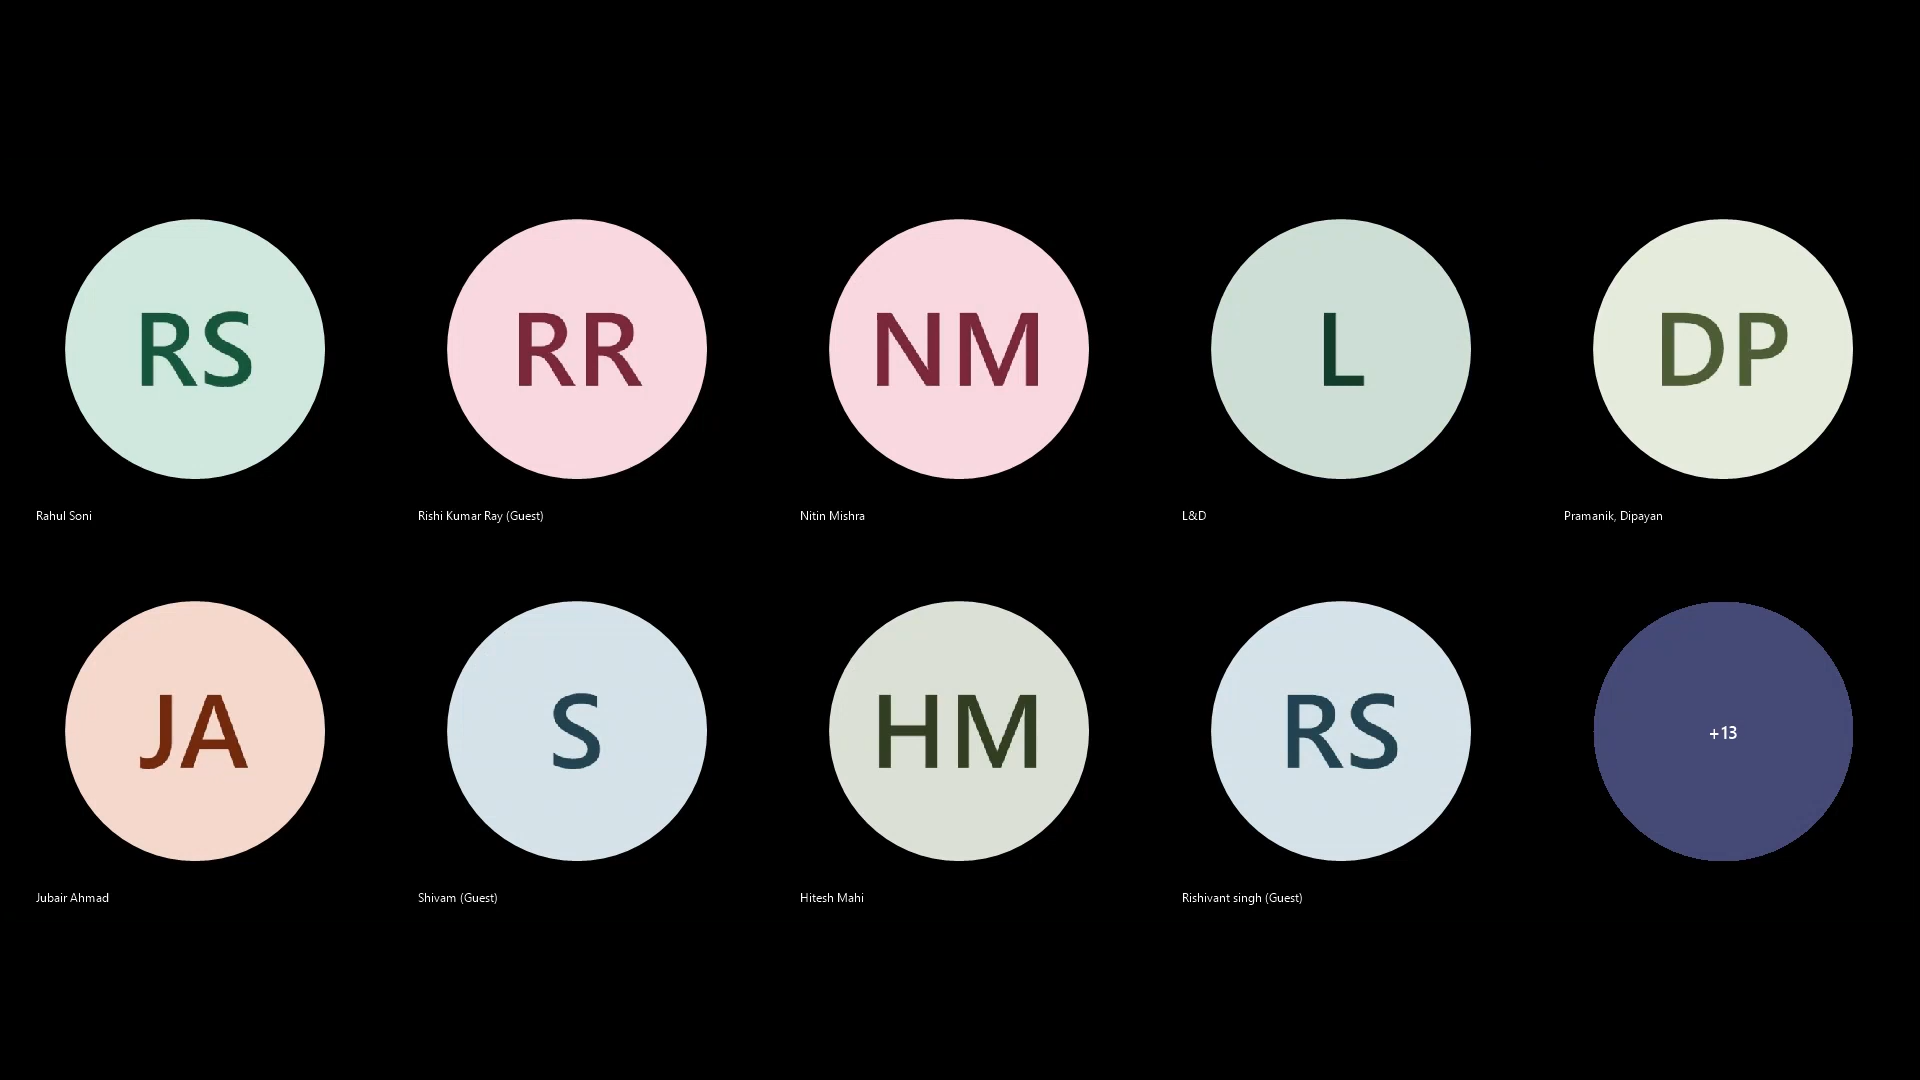 RS
RR
NM
L
DP
Rahul Soni
Rishi Kumar Ray (Guest)
Nitin Mishra
L&D
Pramanik, Dipayan
JA
S
HM
RS
+13
Jubair Ahmad
Shivam (Guest)
Hitesh Mahi
Rishivant singh (Guest)